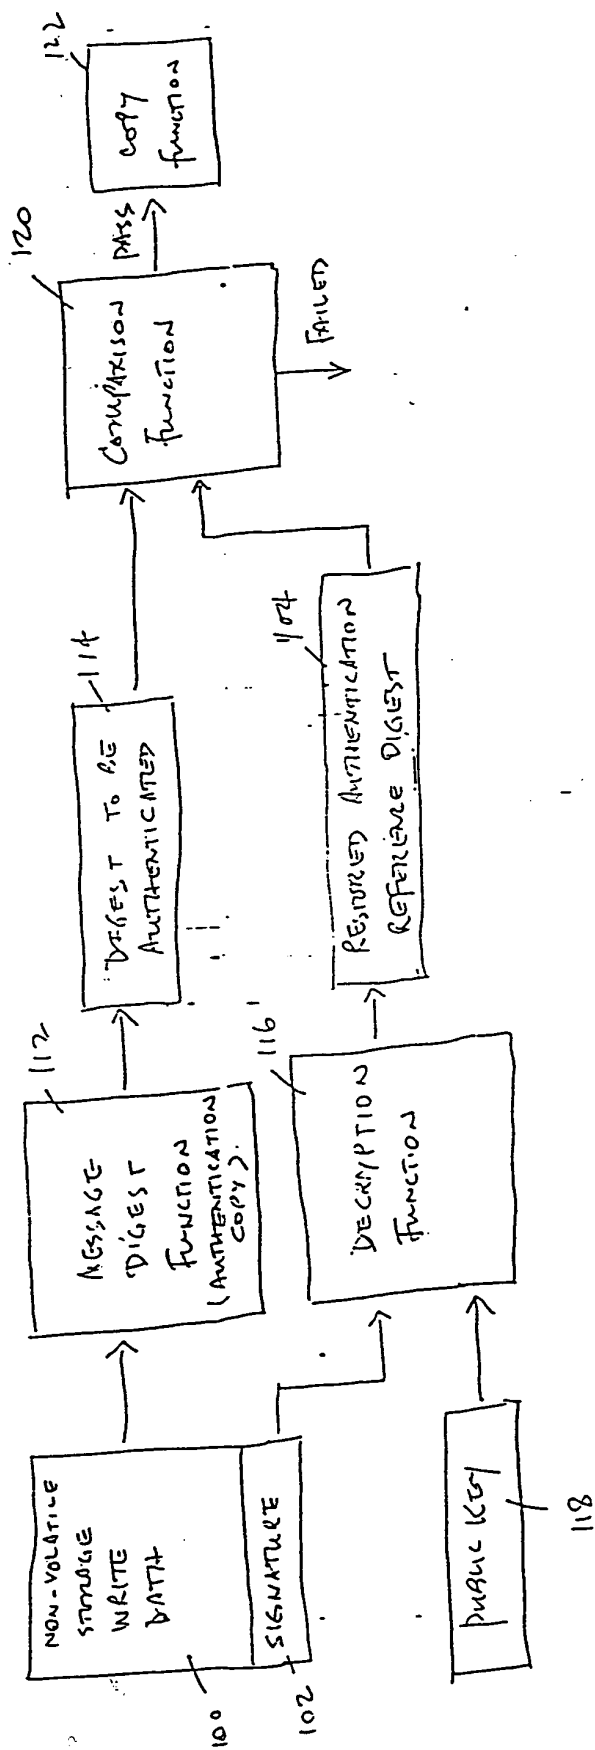 NON-VOLATILE
STORAGE
WRITE
DATA
100
SIGNATURE
102
PUBLIC KEY
118
MESSAGE
DIGEST
FUNCTION
(AUTHENTICATION
COPY).
112
DECRYPTION
FUNCTION
116
DIGEST TO BE
AUTHENTICATED
114
RESTORED AUTHENTICATION
REFERENCE DIGEST
104
COMPARISON
FUNCTION
120
PASS
FAILED
COPY
FUNCTION
122